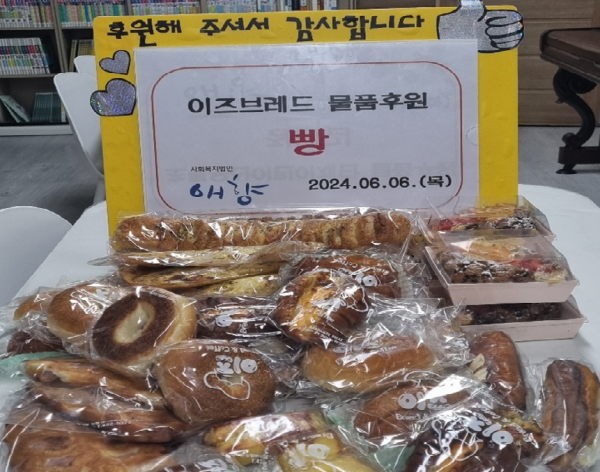 후원해 주셔서 감사합니다
이즈브레드 물품후원
빵
사회복지법인
애향
2024.06.06.(목)